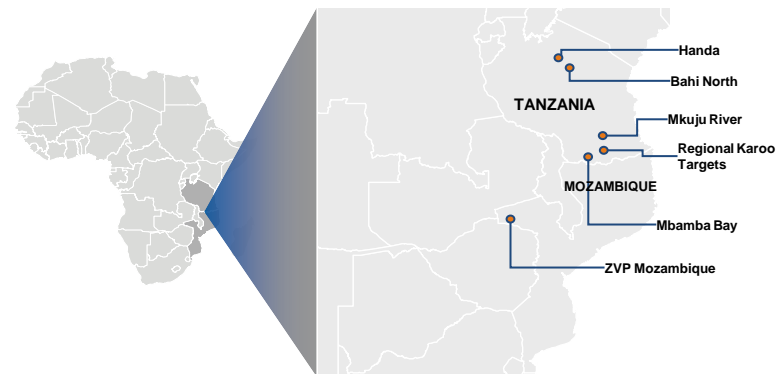 Handa
Bahi North
TANZANIA
Mkuju River
Regional Karoo
Targets
MOZAMBIQUE
Mbamba Bay
ZVP Mozambique